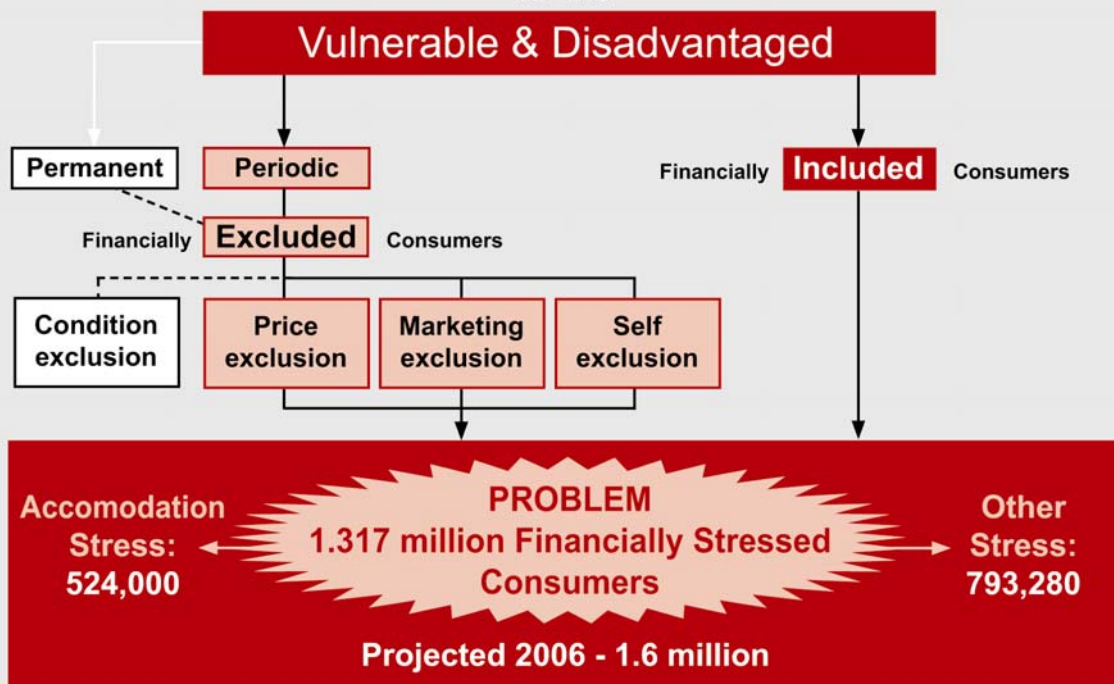 Vulnerable & Disadvantaged
Permanent
Periodic
Financially Included Consumers
Financially Excluded Consumers
Condition
exclusion
Price
exclusion
Marketing
exclusion
Self
exclusion
Accomodation
Stress:
524,000
PROBLEM
1.317 million Financially Stressed
Consumers
Other
Stress:
793,280
Projected 2006 - 1.6 million